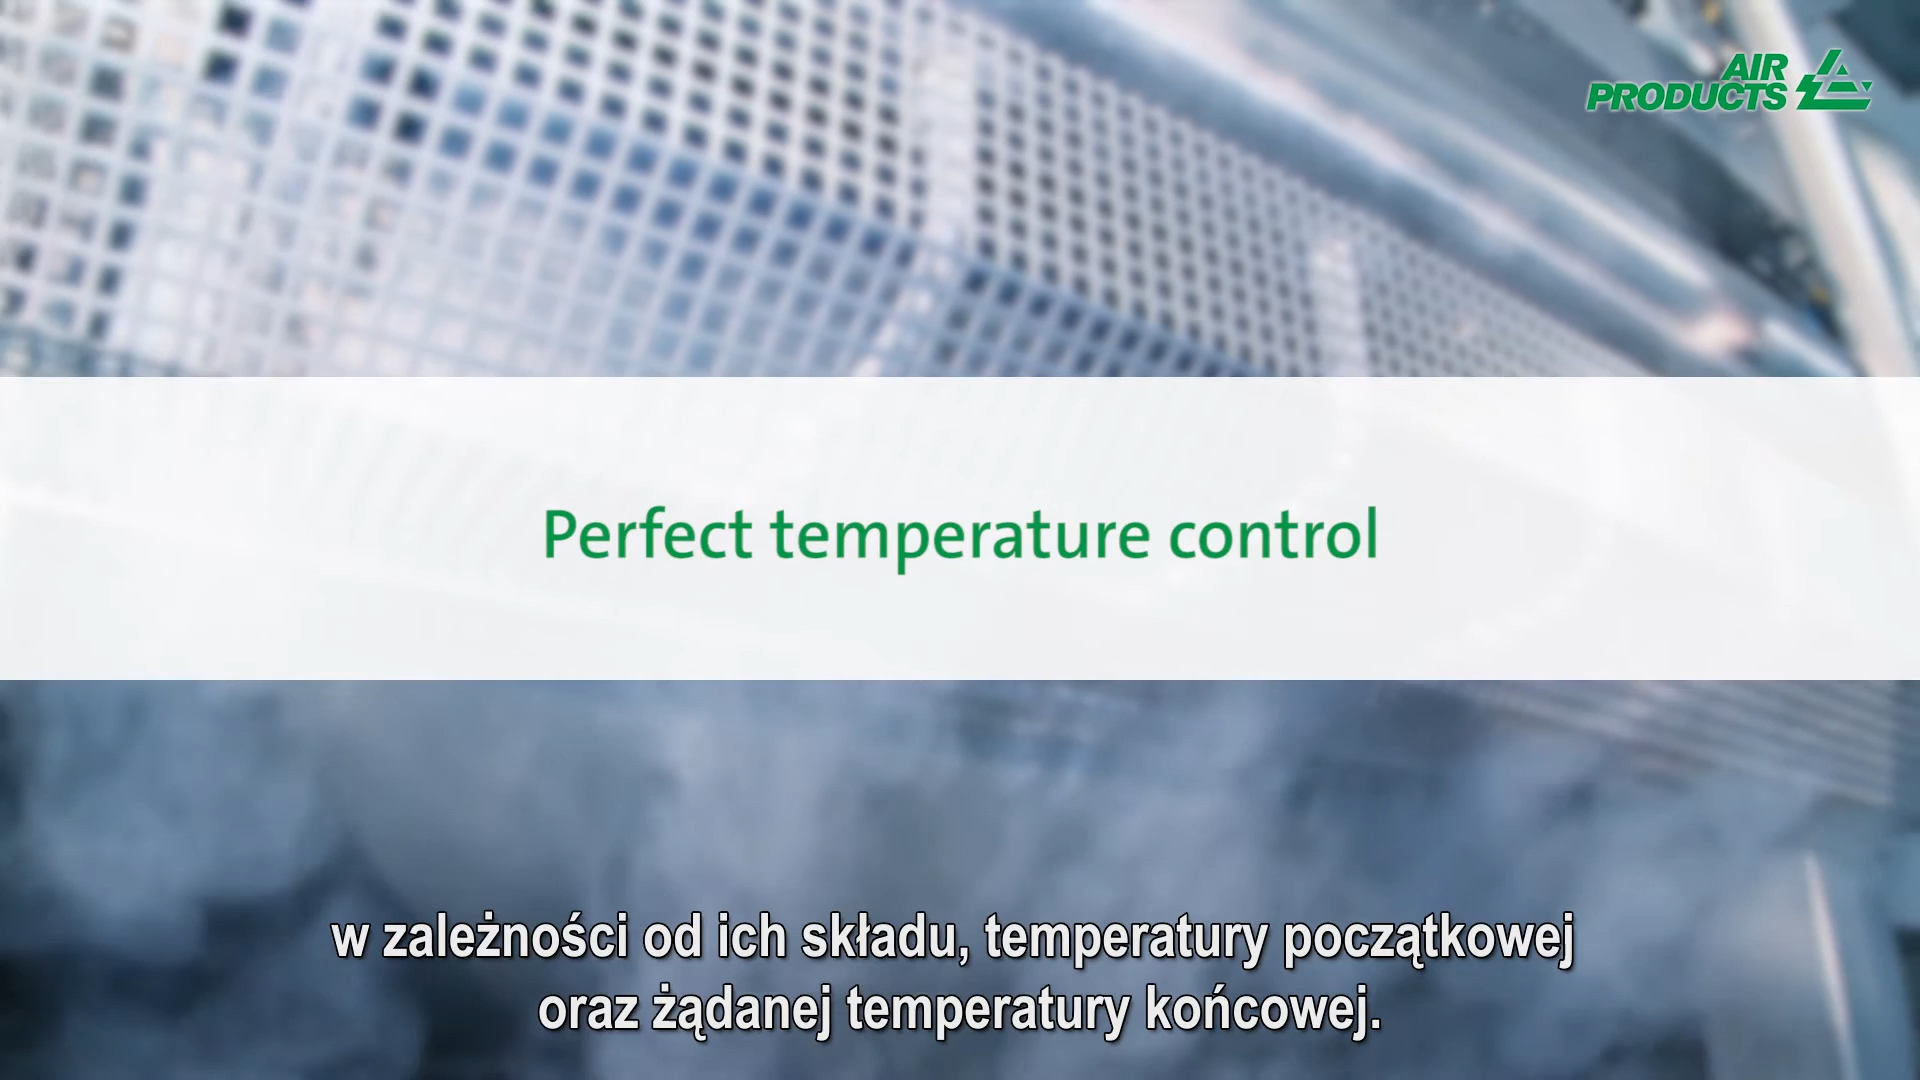 AIR
PRODUCTS
Perfect temperature control
w zależności od ich składu, temperatury początkowej
oraz żądanej temperatury końcowej.